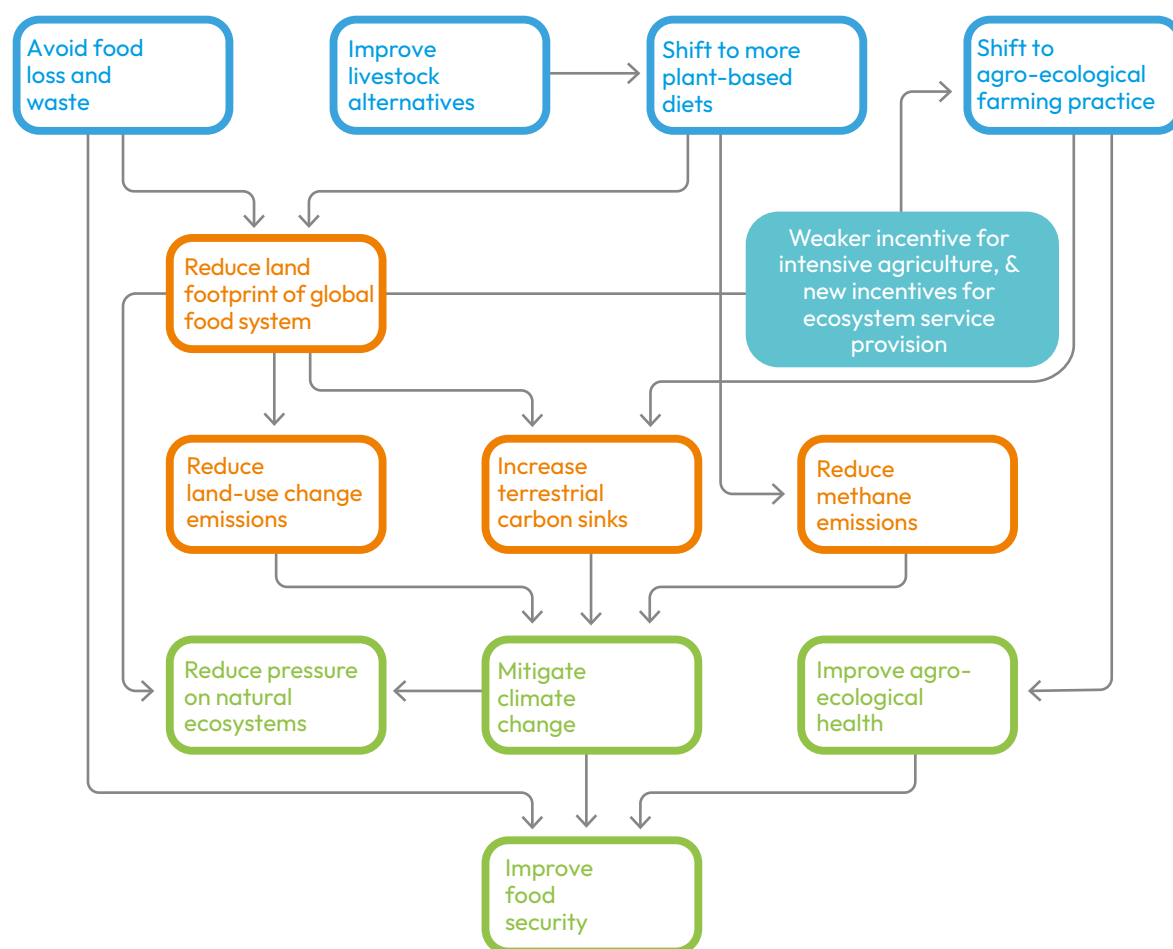 Avoid food
loss and
waste
Improve
livestock
alternatives
Shift to more
plant-based
diets
Shift to
agro-ecological
farming practice
Weaker incentive for
intensive agriculture, &
new incentives for
ecosystem service
provision
Reduce land
footprint of global
food system
Reduce
land-use change
emissions
Increase
terrestrial
carbon sinks
Reduce
methane
emissions
Reduce pressure
on natural
ecosystems
Mitigate
climate
change
Improve agro-
ecological
health
Improve
food
security